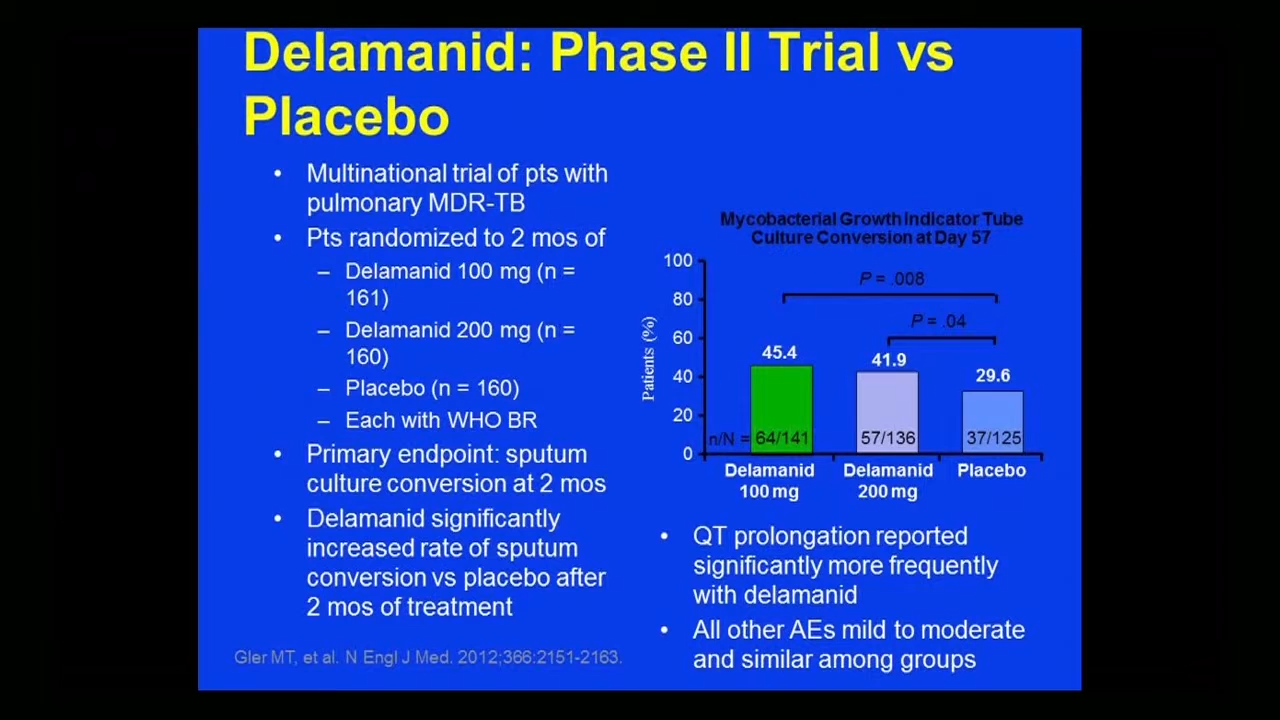 Delamanid: Phase II Trial vs
Placebo
• Multinational trial of pts with
pulmonary MDR-TB
• Pts randomized to 2 mos of
– Delamanid 100 mg (n =
161)
– Delamanid 200 mg (n =
160)
– Placebo (n = 160)
– Each with WHO BR
• Primary endpoint: sputum
culture conversion at 2 mos
• Delamanid significantly
increased rate of sputum
conversion vs placebo after
2 mos of treatment
Mycobacterial Growth Indicator Tube
Culture Conversion at Day 57
Patients (%)
100
80
60
40
20
0
P = .008
P = .04
45.4
41.9
29.6
n/N = 64/141
57/136
37/125
Delamanid
100 mg
Delamanid
200 mg
Placebo
• QT prolongation reported
significantly more frequently
with delamanid
• All other AEs mild to moderate
and similar among groups
Gler MT, et al. N Engl J Med. 2012;366:2151-2163.